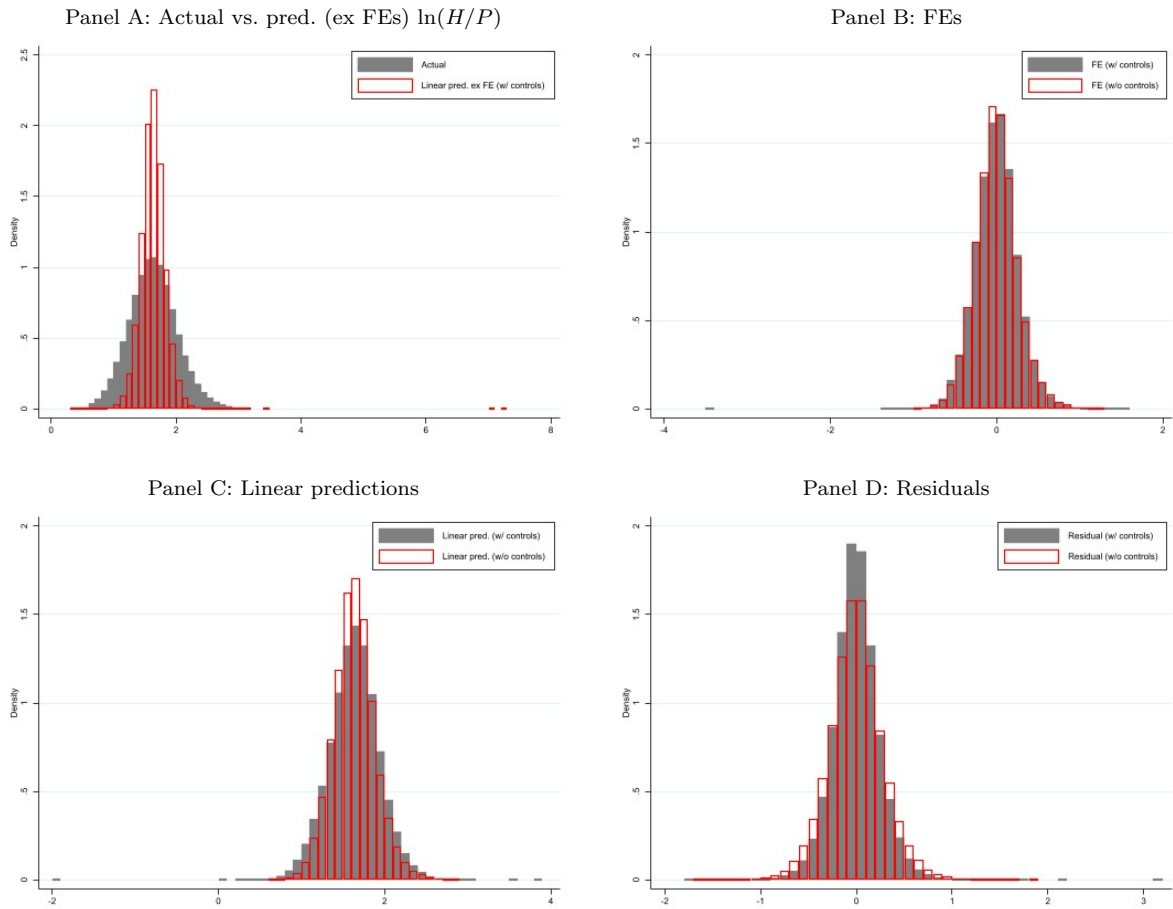 Panel A: Actual vs. pred. (ex FEs) ln(H/P)
Panel B: FEs
2.5
2
1.5
1
.5
0
Density
0 2 4 6 8
Actual
Linear pred. ex FE (w/ controls)
2
1.5
1
.5
0
Density
-4 -2 0 2
FE (w/ controls)
FE (w/o controls)
Panel C: Linear predictions
Panel D: Residuals
2
1.5
1
.5
0
Density
-2 0 2 4
Linear pred. (w/ controls)
Linear pred. (w/o controls)
2
1.5
1
.5
0
Density
-2 -1 0 1 2 3
Residual (w/ controls)
Residual (w/o controls)